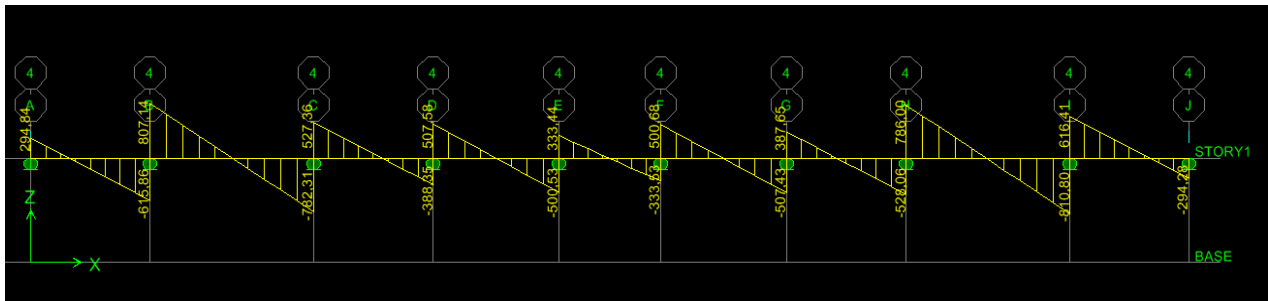 4 4 4 4 4 4 4 4 4 4
A B C D E F G H I J
294.84 807.14 527.36 507.58 333.44 500.68 387.65 786.09 616.41
STORY1
-615.86 -782.31 -388.35 -500.53 -333.53 -507.43 -528.06 -810.80 -294.28
Z
X
BASE